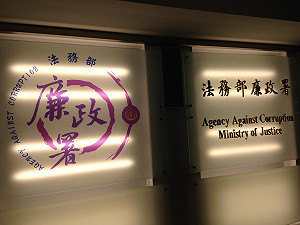 法務部
廉政署
AGENCY AGAINST CORRUPTION
法務部廉政署
Agency Against Corruption
Ministry of Justice